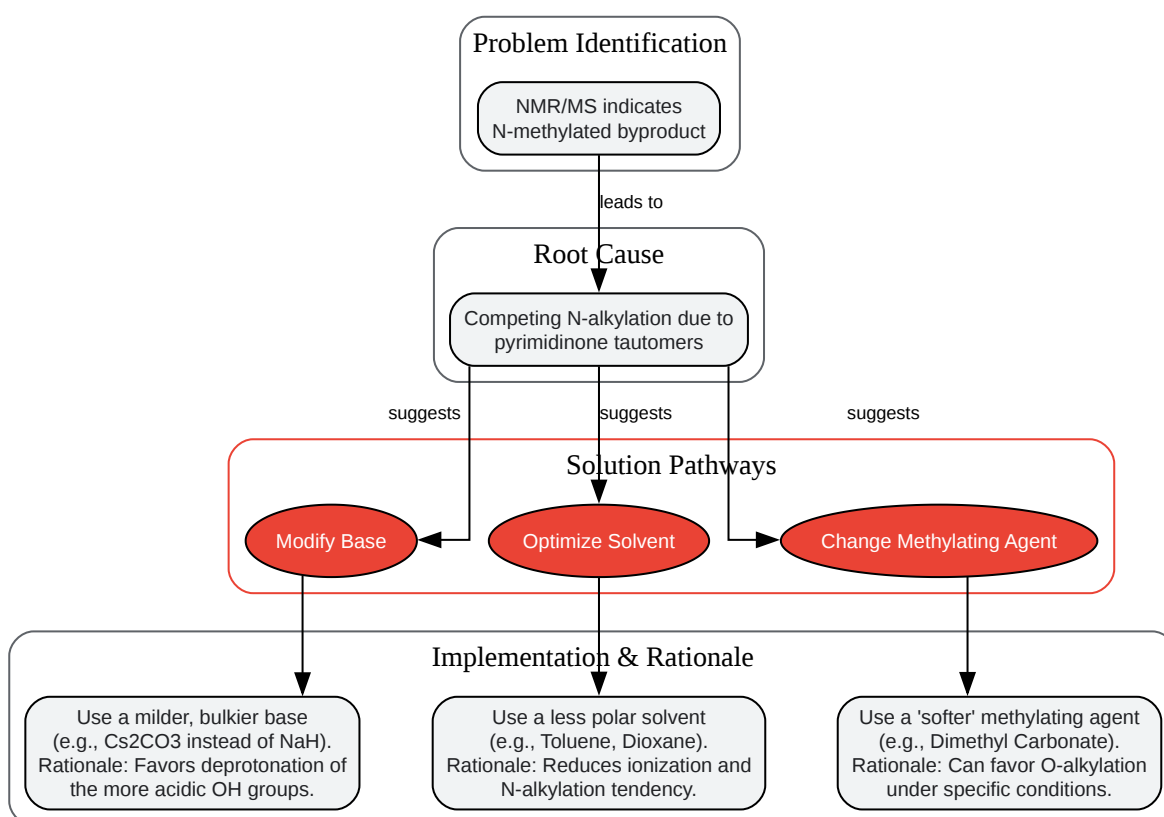 Problem Identification
NMR/MS indicates
N-methylated byproduct
leads to
Root Cause
Competing N-alkylation due to
pyrimidinone tautomers
suggests
suggests
suggests
Solution Pathways
Modify Base
Optimize Solvent
Change Methylating Agent
Implementation & Rationale
Use a milder, bulkier base
(e.g., Cs2CO3 instead of NaH).
Rationale: Favors deprotonation of
the more acidic OH groups.
Use a less polar solvent
(e.g., Toluene, Dioxane).
Rationale: Reduces ionization and
N-alkylation tendency.
Use a 'softer' methylating agent
(e.g., Dimethyl Carbonate).
Rationale: Can favor O-alkylation
under specific conditions.